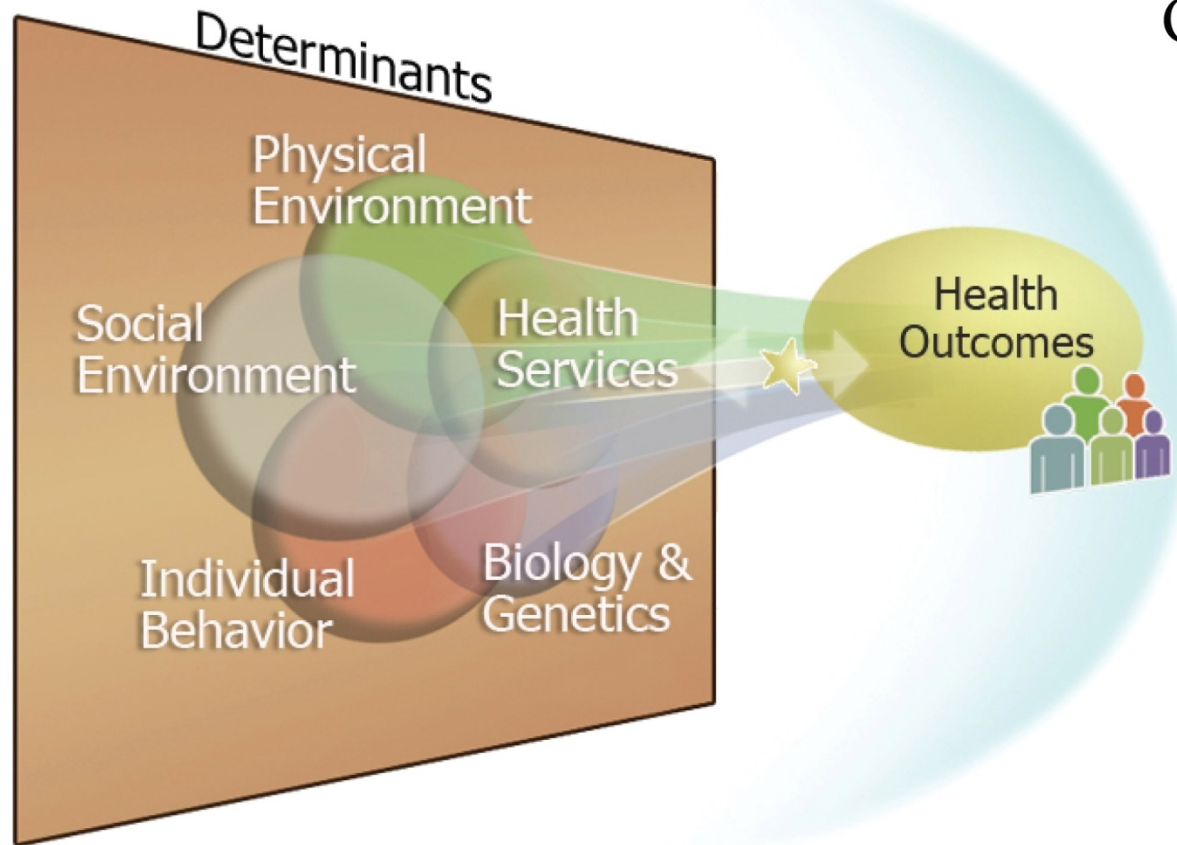 Determinants
Physical
Environment
Social
Environment
Health
Services
Individual
Behavior
Biology &
Genetics
Health
Outcomes